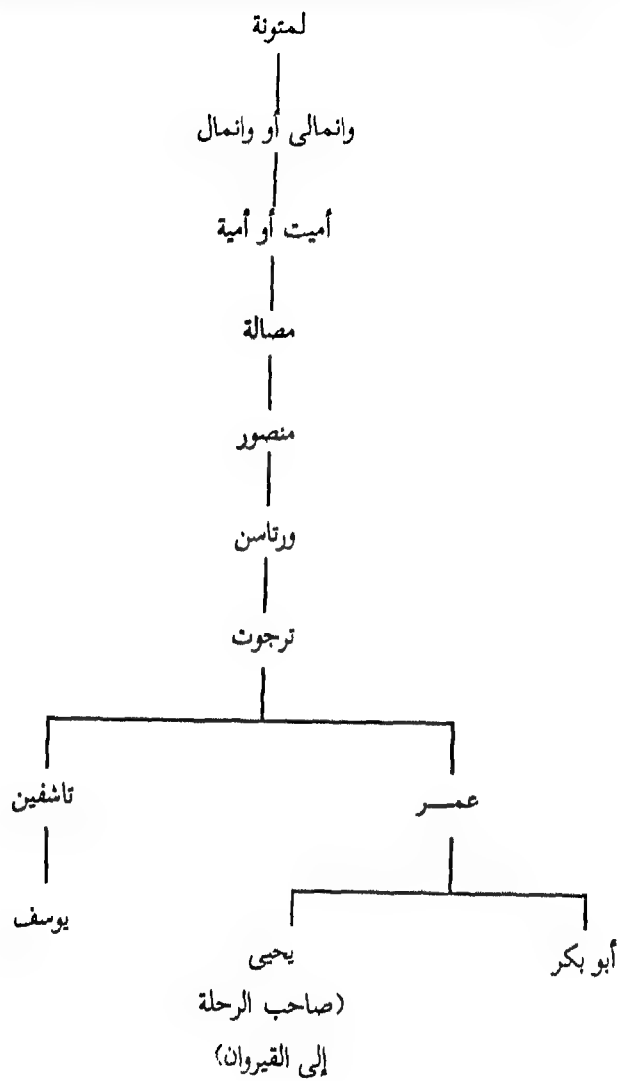 لمتونة
وانمالى أو وانمال
أميت أو أمية
مصالة
منصور
ورتاسن
ترجوت
عمـــر
تاشفين
أبو بكر
يحيى
(صاحب الرحلة
إلى القيروان)
يوسف